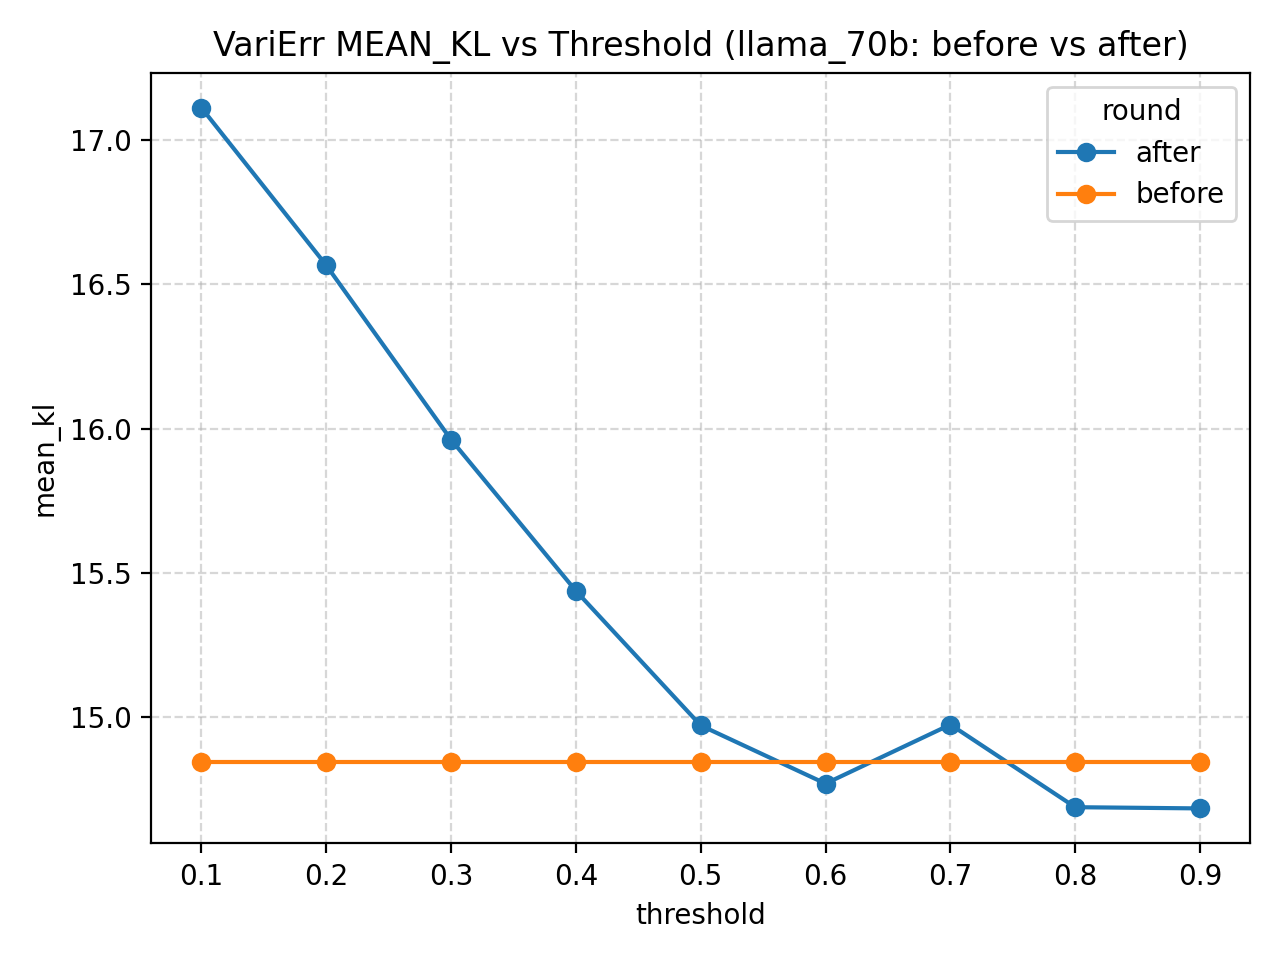 VariErr MEAN_KL vs Threshold (llama_70b: before vs after)
round
after
before
17.0
16.5
16.0
15.5
15.0
mean_kl
0.1 0.2 0.3 0.4 0.5 0.6 0.7 0.8 0.9
threshold